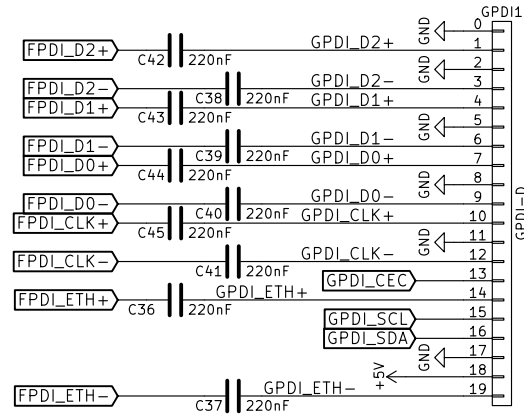 GPDI1
GND 0
FPDI_D2+ C42 220nF GPDI_D2+ 1
GND 2
FPDI_D2- C38 220nF GPDI_D2- 3
FPDI_D1+ C43 220nF GPDI_D1+ 4
GND 5
FPDI_D1- C39 220nF GPDI_D1- 6
FPDI_D0+ C44 220nF GPDI_D0+ 7
GND 8
FPDI_D0- C40 220nF GPDI_D0- 9
FPDI_CLK+ C45 220nF GPDI_CLK+ 10
GND 11
FPDI_CLK- C41 220nF GPDI_CLK- 12
GPDI_CEC 13
FPDI_ETH+ C36 220nF GPDI_ETH+ 14
GPDI_SCL 15
GPDI_SDA 16
GND 17
+5V 18
FPDI_ETH- C37 220nF GPDI_ETH- 19
GPDI-D